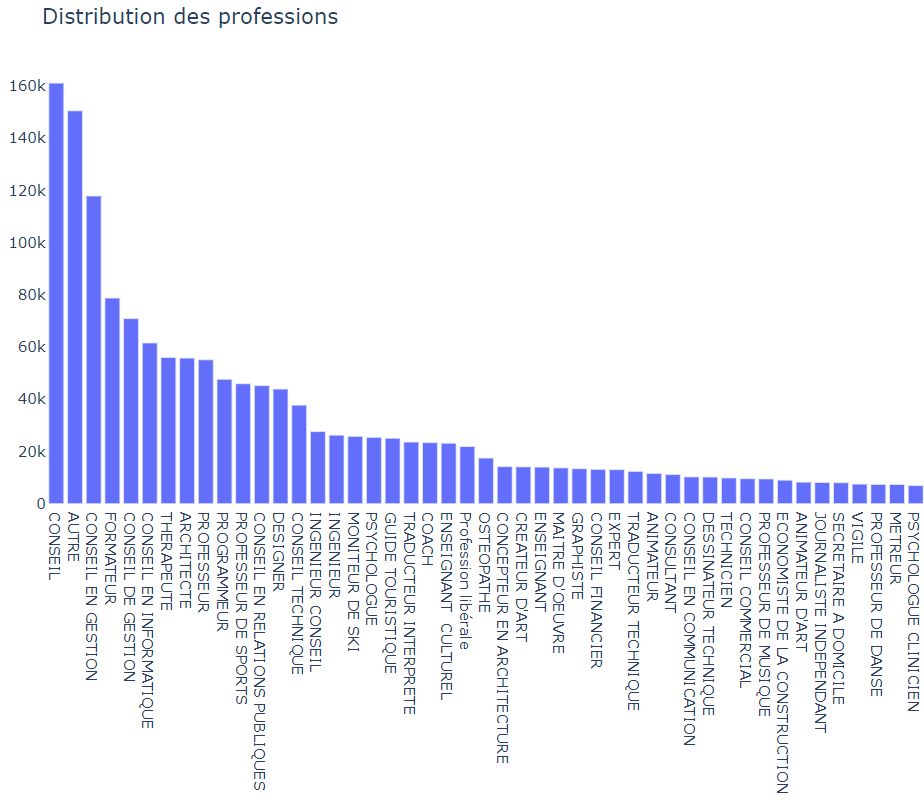 Distribution des professions
160k
140k
120k
100k
80k
60k
40k
20k
0
CONSEIL
AUTRE
CONSEIL EN GESTION
FORMATEUR
CONSEIL DE GESTION
CONSEIL EN INFORMATIQUE
THERAPEUTE
ARCHITECTE
PROFESSEUR
PROGRAMMEUR
PROFESSEUR DE SPORTS
CONSEIL EN RELATIONS PUBLIQUES
DESIGNER
CONSEIL TECHNIQUE
INGENIEUR CONSEIL
INGENIEUR
MONITEUR DE SKI
PSYCHOLOGUE
GUIDE TOURISTIQUE
TRADUCTEUR INTERPRETE
COACH
ENSEIGNANT  CULTUREL
Profession libérale
OSTEOPATHE
CONCEPTEUR EN ARCHITECTURE
CREATEUR D'ART
ENSEIGNANT
MAITRE D'OEUVRE
GRAPHISTE
CONSEIL FINANCIER
EXPERT
TRADUCTEUR TECHNIQUE
ANIMATEUR
CONSULTANT
CONSEIL EN COMMUNICATION
DESSINATEUR TECHNIQUE
TECHNICIEN
CONSEIL COMMERCIAL
PROFESSEUR DE MUSIQUE
ECONOMISTE DE LA CONSTRUCTION
ANIMATEUR D'ART
JOURNALISTE INDEPENDANT
SECRETAIRE A DOMICILE
VIGILE
PROFESSEUR DE DANSE
METREUR
PSYCHOLOGUE CLINICIEN